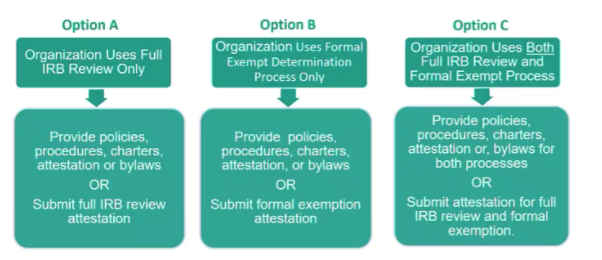 Option A
Organization Uses Full
IRB Review Only
Provide policies,
procedures, charters,
attestation or bylaws
OR
Submit full IRB review
attestation
Option B
Organization Uses Formal
Exempt Determination
Process Only
Provide policies,
procedures, charters,
attestation, or bylaws
OR
Submit formal exemption
attestation
Option C
Organization Uses Both
Full IRB Review and
Formal Exempt Process
Provide policies,
procedures, charters,
attestation or, bylaws for
both processes
OR
Submit attestation for full
IRB review and formal
exemption.